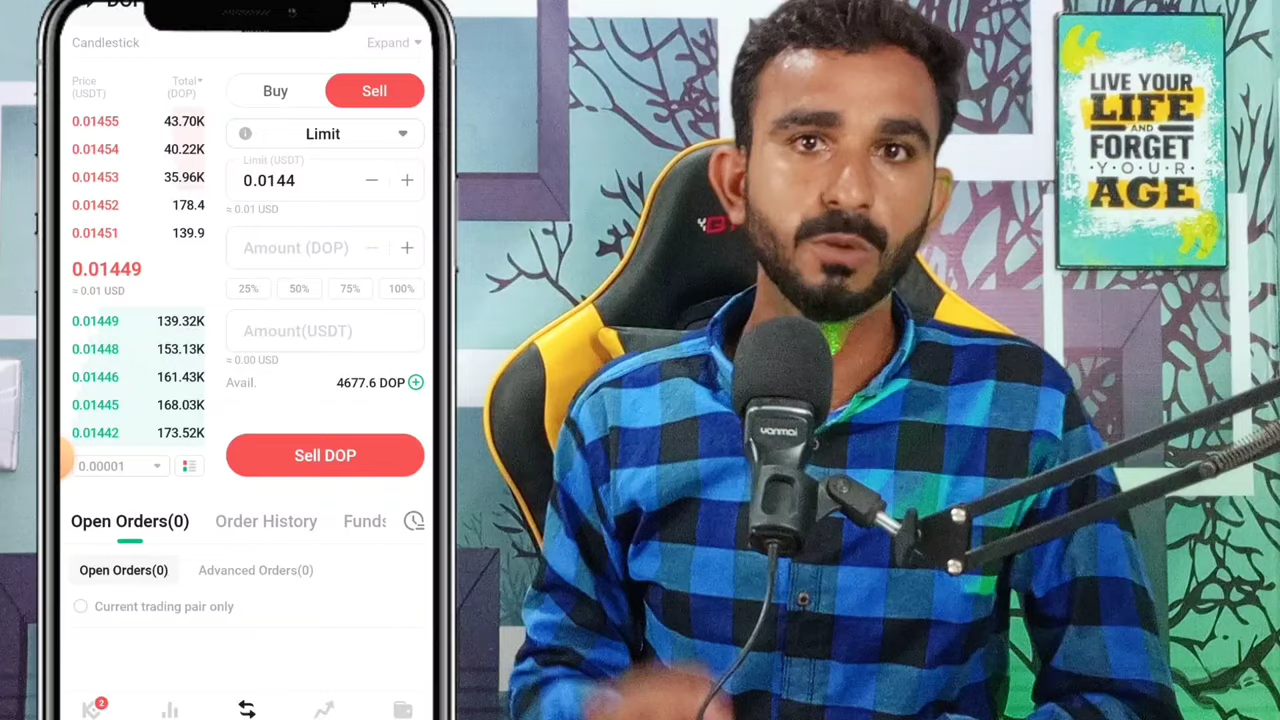 Candlestick
Expand
Price
(USDT)
Total
(DOP)
0.01455 43.70K
0.01454 40.22K
0.01453 35.96K
0.01452 178.4
0.01451 139.9
0.01449
≈ 0.01 USD
0.01449 139.32K
0.01448 153.13K
0.01446 161.43K
0.01445 168.03K
0.01442 173.52K
0.00001
Buy
Sell
Limit
Limit (USDT)
0.0144
≈ 0.01 USD
Amount (DOP)
25% 50% 75% 100%
Amount(USDT)
≈ 0.00 USD
Avail. 4677.6 DOP
Sell DOP
Open Orders(0) Order History Funds
Open Orders(0) Advanced Orders(0)
Current trading pair only
2
LIVE YOUR
LIFE
AND
FORGET
·Y·O·U·R·
AGE
yanmai